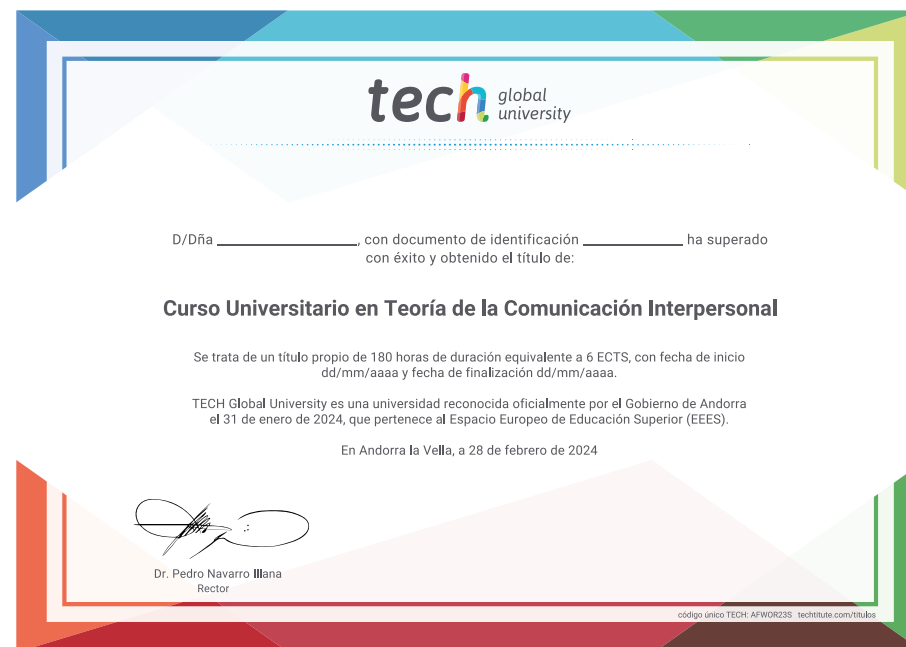 tech global university
D/Dña ____________________, con documento de identificación ______________ ha superado
con éxito y obtenido el título de:
Curso Universitario en Teoría de la Comunicación Interpersonal
Se trata de un título propio de 180 horas de duración equivalente a 6 ECTS, con fecha de inicio
dd/mm/aaaa y fecha de finalización dd/mm/aaaa.
TECH Global University es una universidad reconocida oficialmente por el Gobierno de Andorra
el 31 de enero de 2024, que pertenece al Espacio Europeo de Educación Superior (EEES).
En Andorra la Vella, a 28 de febrero de 2024
Dr. Pedro Navarro Illana
Rector
código único TECH: AFWOR23S techtitute.com/titulos